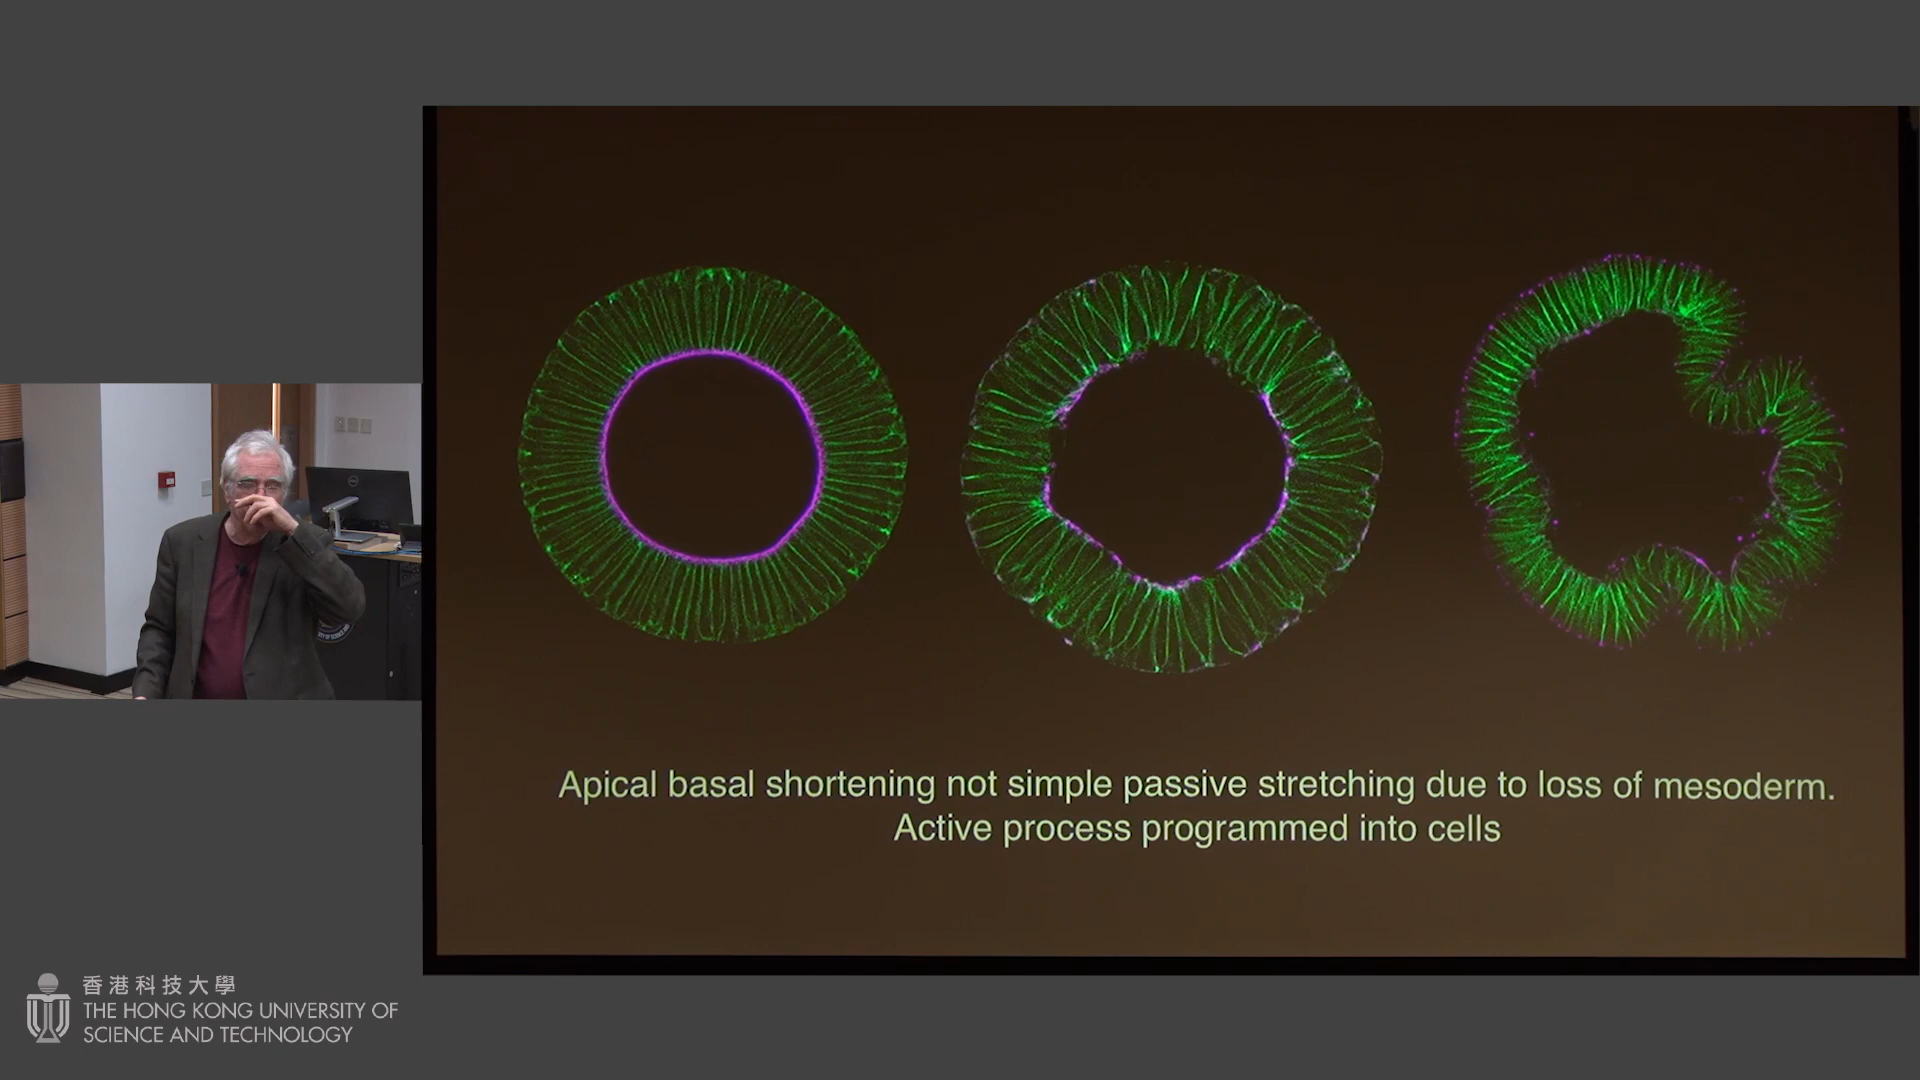 Apical basal shortening not simple passive stretching due to loss of mesoderm.
Active process programmed into cells
香港科技大學
THE HONG KONG UNIVERSITY OF
SCIENCE AND TECHNOLOGY